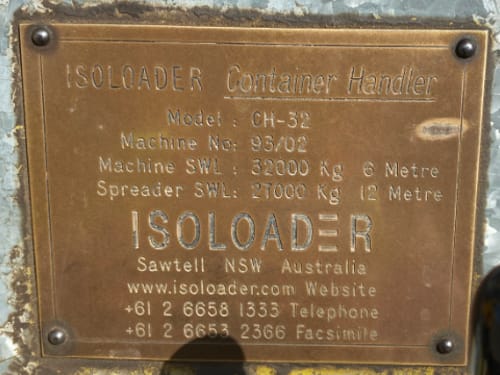 ISOLOADER Container Handler
Model : CH-32
Machine No: 93/02
Machine SWL : 32000 Kg 6 Metre
Spreader SWL: 27000 Kg 12 Metre
ISOLOADER
Sawtell NSW Australia
www.isoloader.com Website
+61 2 6658 1333 Telephone
+61 2 6653 2366 Facsimile